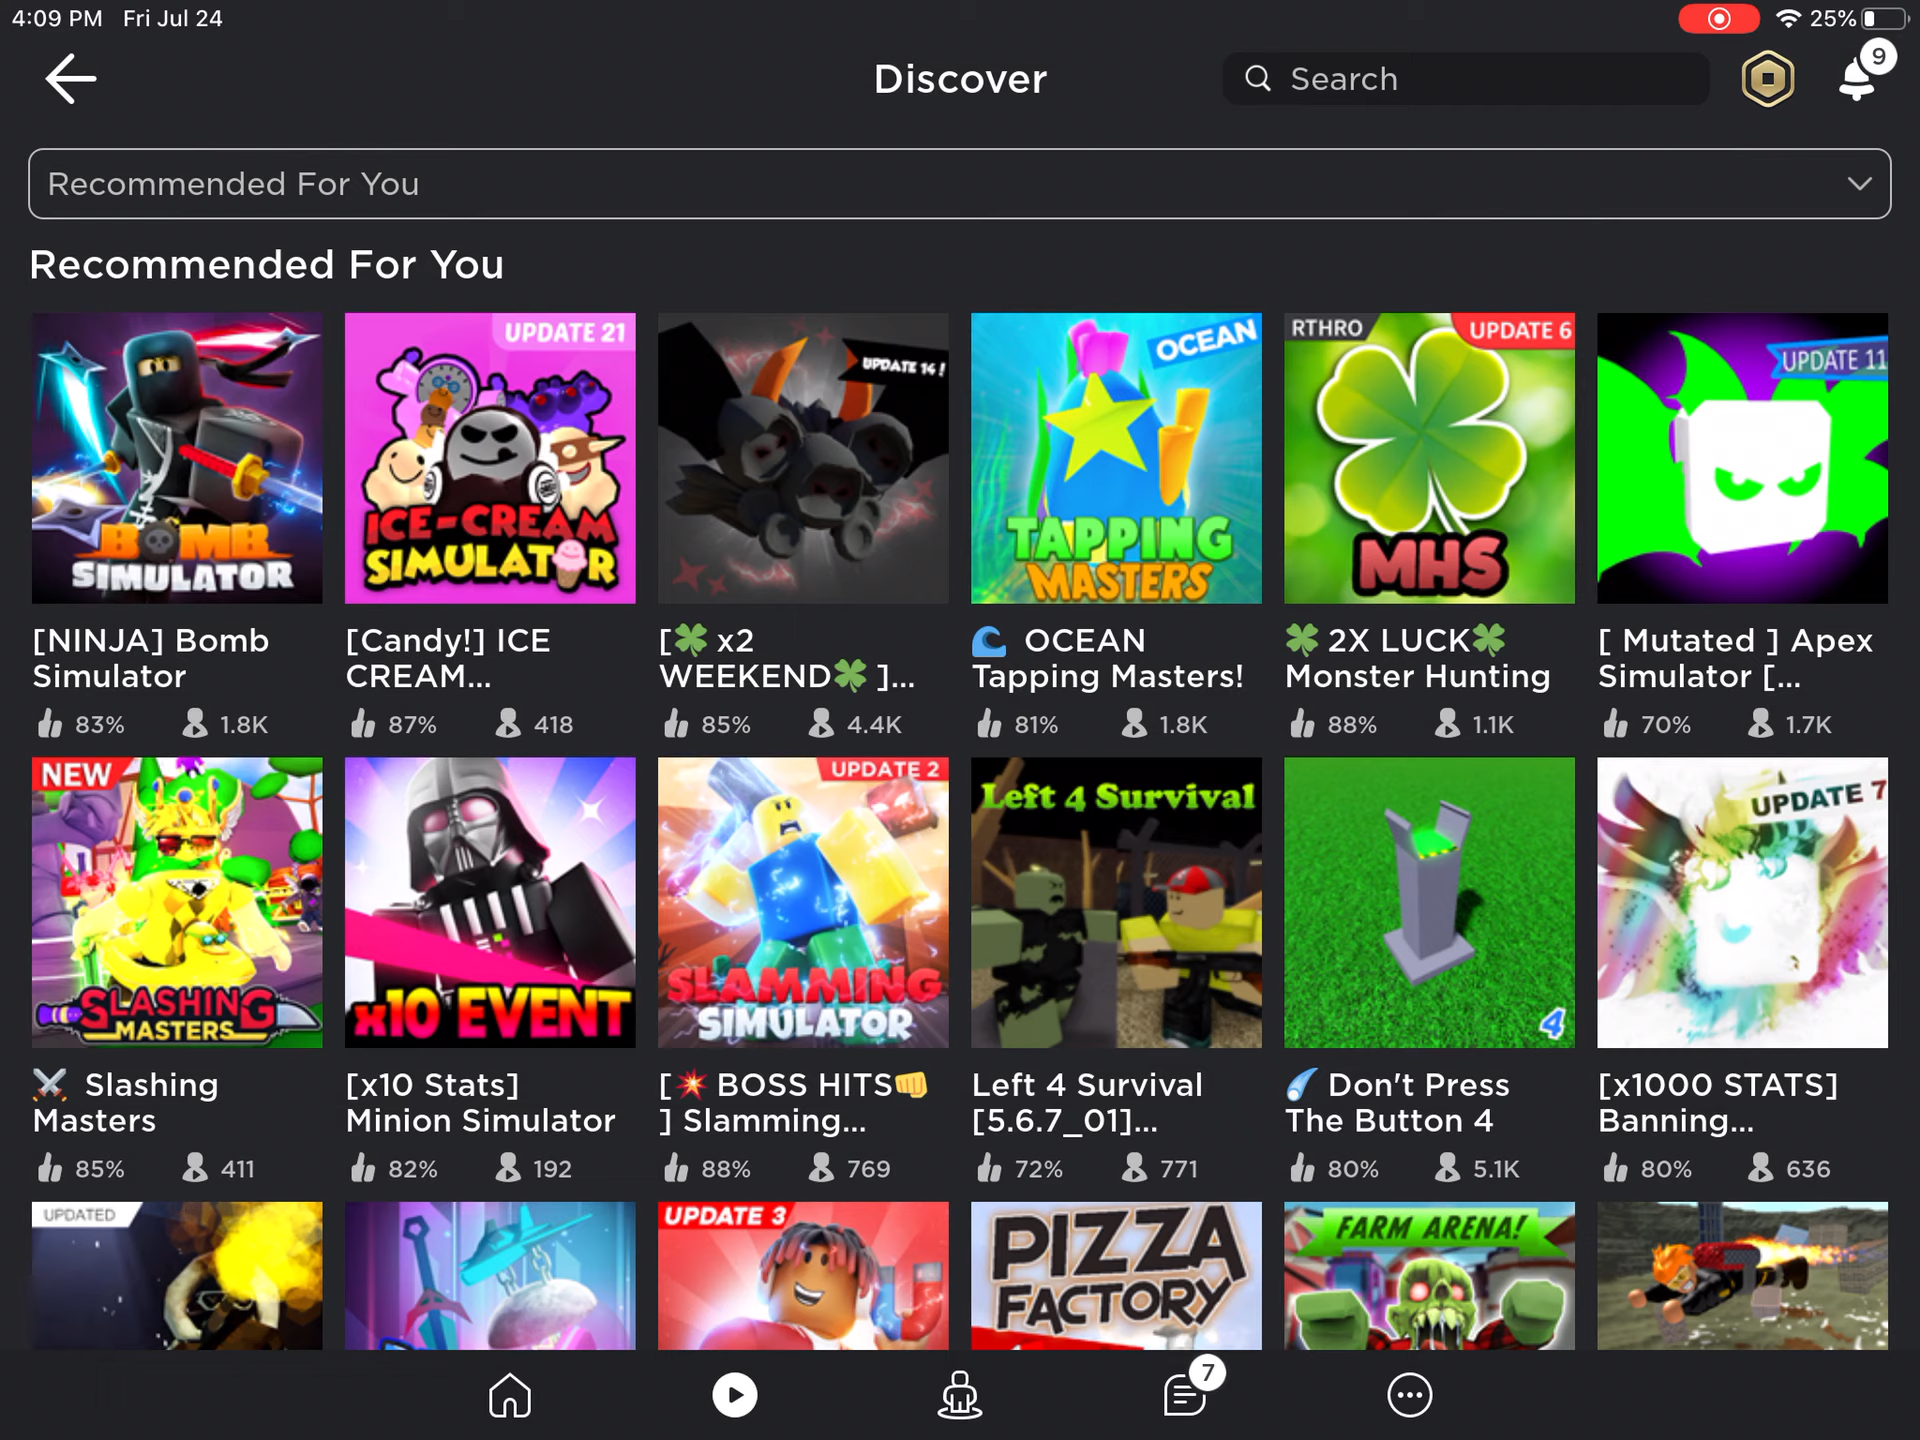 4:09 PM Fri Jul 24
25%
9
Discover
Search
Recommended For You
Recommended For You
BOMB
SIMULATOR
UPDATE 21
ICE-CREAM
SIMULATOR
UPDATE 14!
OCEAN
TAPPING
MASTERS
RTHRO
UPDATE 6
MHS
UPDATE 11
[NINJA] Bomb
Simulator
83% 1.8K
[Candy!] ICE
CREAM...
87% 418
[🍀 x2
WEEKEND🍀 ]...
85% 4.4K
🌊 OCEAN
Tapping Masters!
81% 1.8K
🍀 2X LUCK🍀
Monster Hunting
88% 1.1K
[ Mutated ] Apex
Simulator [...
70% 1.7K
NEW
SLASHING
MASTERS
x10 EVENT
UPDATE 2
SLAMMING
SIMULATOR
Left 4 Survival
4
UPDATE 7
⚔️ Slashing
Masters
85% 411
[x10 Stats]
Minion Simulator
82% 192
[💥 BOSS HITS👊
] Slamming...
88% 769
Left 4 Survival
[5.6.7_01]...
72% 771
☄️ Don't Press
The Button 4
80% 5.1K
[x1000 STATS]
Banning...
80% 636
UPDATED
UPDATE 3
PIZZA
FACTORY
FARM ARENA!
7